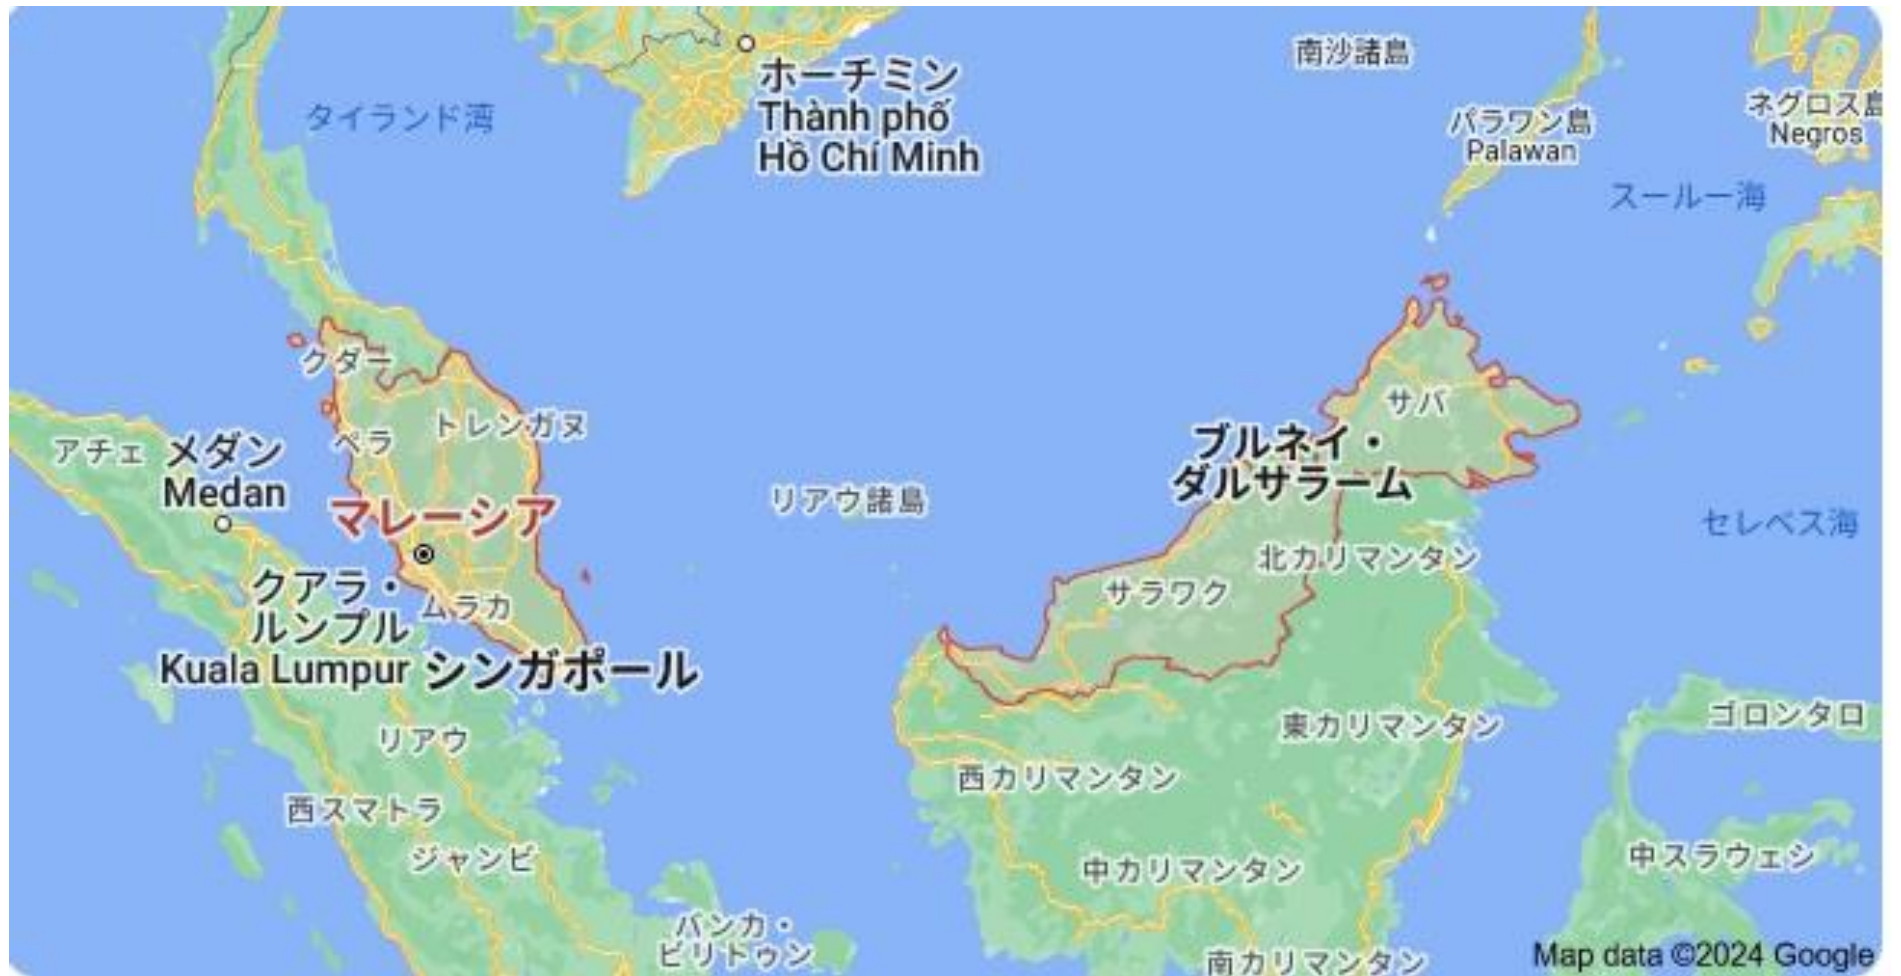 南沙諸島
ホーチミン
Thành phố
Hồ Chí Minh
タイランド湾
パラワン島
Palawan
ネグロス島
Negros
スールー海
クダー
サバ
トレンガヌ
ペラ
アチェ
メダン
Medan
ブルネイ・
ダルサラーム
マレーシア
リアウ諸島
セレベス海
北カリマンタン
サラワク
クアラ・
ルンプル
Kuala Lumpur
ムラカ
シンガポール
ゴロンタロ
東カリマンタン
リアウ
西カリマンタン
西スマトラ
ジャンビ
中カリマンタン
中スラウェシ
バンカ・
ビリトゥン
南カリマンタン
Map data ©2024 Google